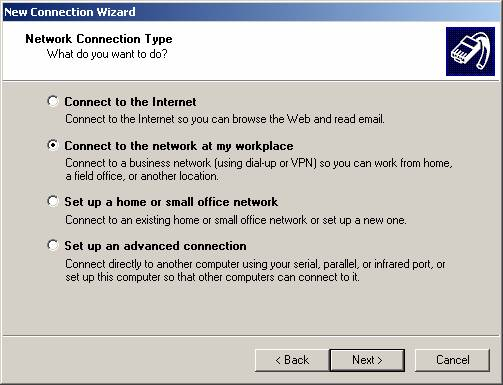 New Connection Wizard
Network Connection Type
What do you want to do?
Connect to the Internet
Connect to the Internet so you can browse the Web and read email.
Connect to the network at my workplace
Connect to a business network (using dial-up or VPN) so you can work from home,
a field office, or another location.
Set up a home or small office network
Connect to an existing home or small office network or set up a new one.
Set up an advanced connection
Connect directly to another computer using your serial, parallel, or infrared port, or
set up this computer so that other computers can connect to it.
< Back Next > Cancel